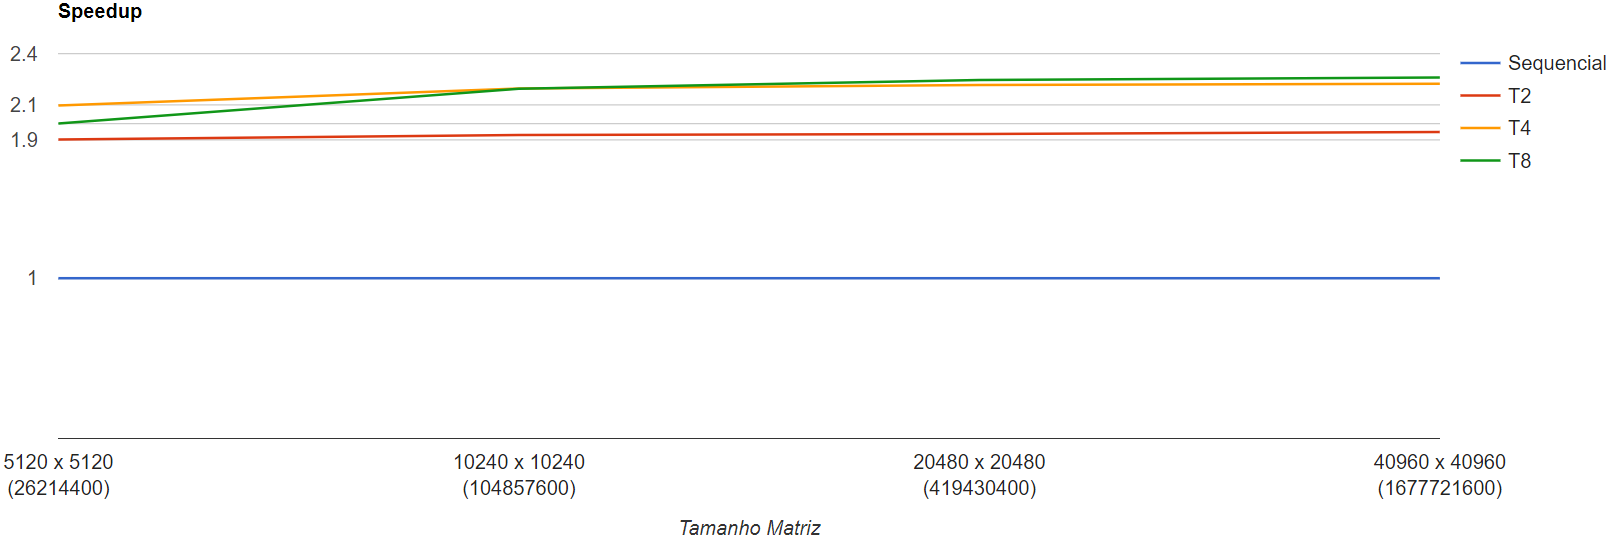 Speedup
2.4
2.1
1.9
1
Sequencial
T2
T4
T8
5120 x 5120
(26214400)
10240 x 10240
(104857600)
20480 x 20480
(419430400)
40960 x 40960
(1677721600)
Tamanho Matriz